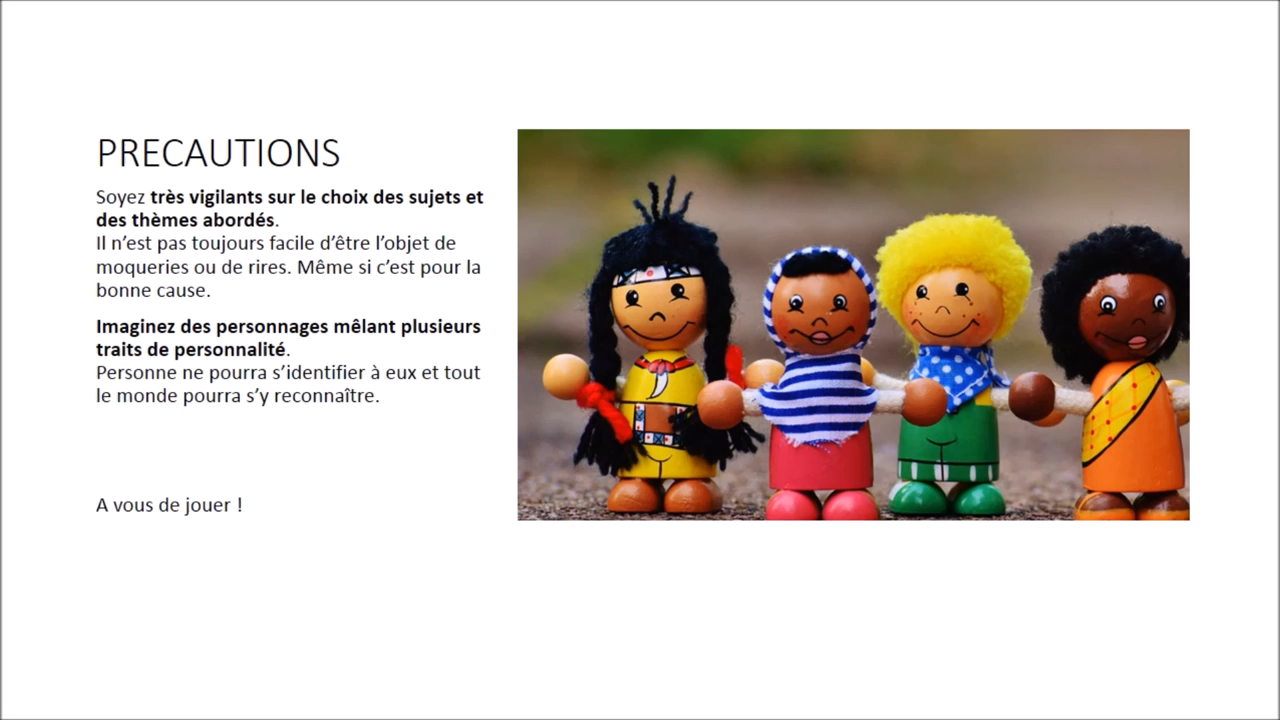 PRECAUTIONS
Soyez très vigilants sur le choix des sujets et
des thèmes abordés.
Il n’est pas toujours facile d’être l’objet de
moqueries ou de rires. Même si c’est pour la
bonne cause.
Imaginez des personnages mêlant plusieurs
traits de personnalité.
Personne ne pourra s’identifier à eux et tout
le monde pourra s’y reconnaître.
A vous de jouer !